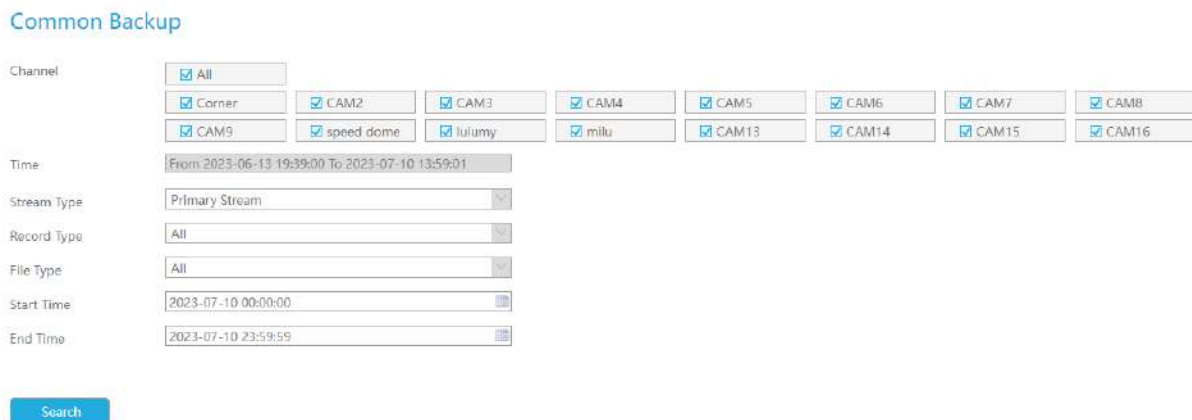 Common Backup
Channel
All
Corner CAM2 CAM3 CAM4 CAM5 CAM6 CAM7 CAM8
CAM9 speed dome lulumy milu CAM13 CAM14 CAM15 CAM16
Time From 2023-06-13 19:39:00 To 2023-07-10 13:59:01
Stream Type Primary Stream
Record Type All
File Type All
Start Time 2023-07-10 00:00:00
End Time 2023-07-10 23:59:59
Search